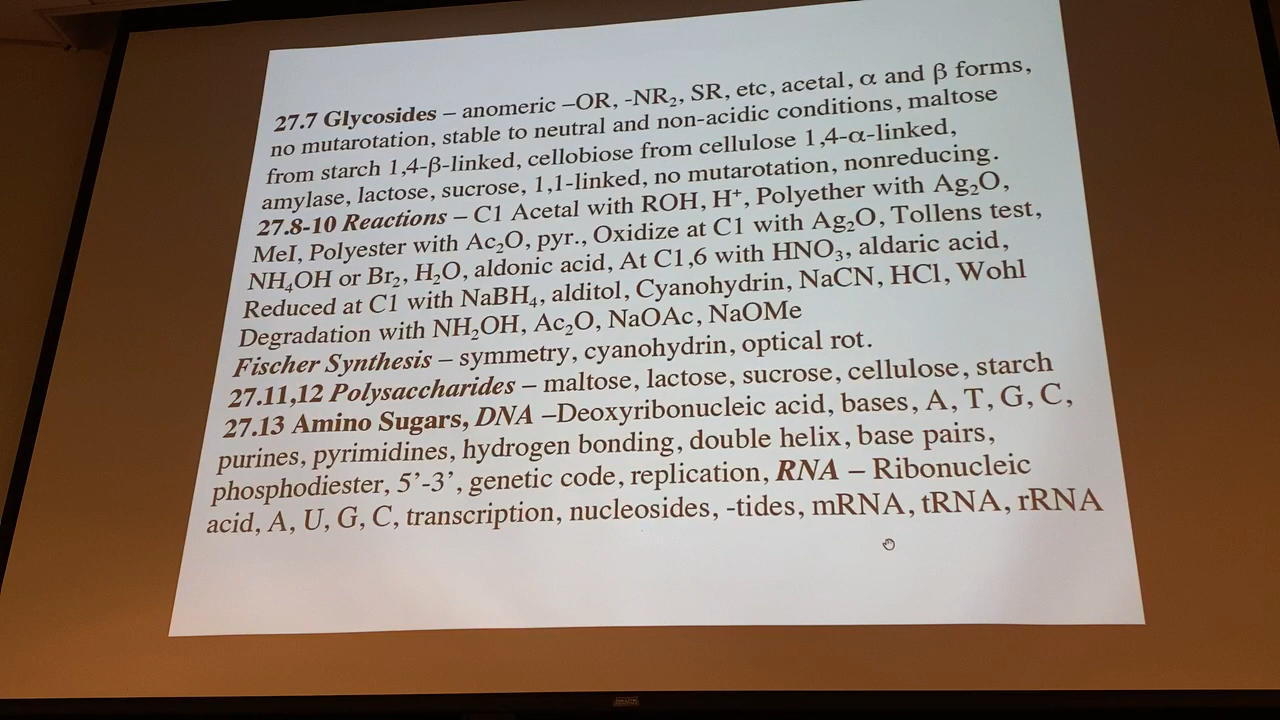 27.7 Glycosides – anomeric –OR, -NR₂, SR, etc, acetal, α and β forms,
no mutarotation, stable to neutral and non-acidic conditions, maltose
from starch 1,4-β-linked, cellobiose from cellulose 1,4-α-linked,
amylase, lactose, sucrose, 1,1-linked, no mutarotation, nonreducing.
27.8-10 Reactions – C1 Acetal with ROH, H⁺, Polyether with Ag₂O,
MeI, Polyester with Ac₂O, pyr., Oxidize at C1 with Ag₂O, Tollens test,
NH₄OH or Br₂, H₂O, aldonic acid, At C1,6 with HNO₃, aldaric acid,
Reduced at C1 with NaBH₄, alditol, Cyanohydrin, NaCN, HCl, Wohl
Degradation with NH₂OH, Ac₂O, NaOAc, NaOMe
Fischer Synthesis – symmetry, cyanohydrin, optical rot.
27.11,12 Polysaccharides – maltose, lactose, sucrose, cellulose, starch
27.13 Amino Sugars, DNA –Deoxyribonucleic acid, bases, A, T, G, C,
purines, pyrimidines, hydrogen bonding, double helix, base pairs,
phosphodiester, 5’-3’, genetic code, replication, RNA – Ribonucleic
acid, A, U, G, C, transcription, nucleosides, -tides, mRNA, tRNA, rRNA